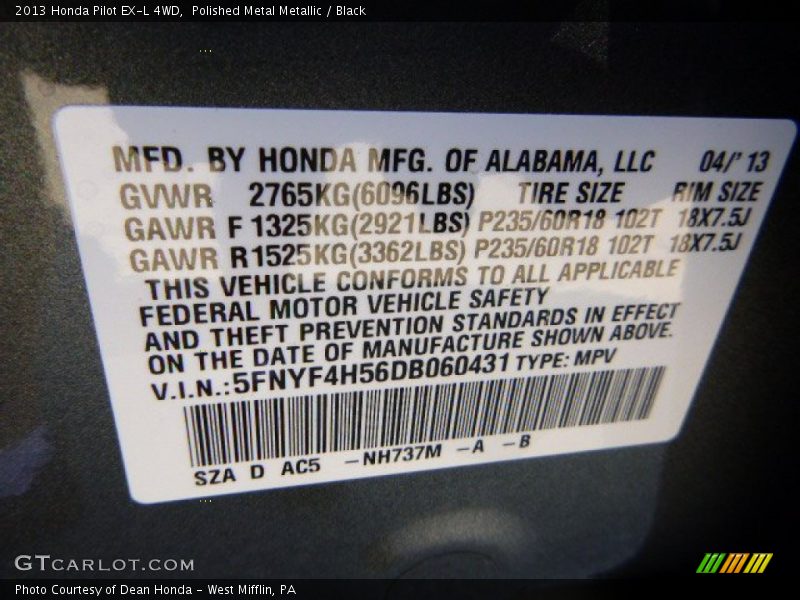 2013 Honda Pilot EX-L 4WD,  Polished Metal Metallic / Black
MFD. BY HONDA MFG. OF ALABAMA, LLC 04/'13
GVWR 2765KG(6096LBS) TIRE SIZE RIM SIZE
GAWR F 1325KG(2921LBS) P235/60R18 102T 18X7.5J
GAWR R 1525KG(3362LBS) P235/60R18 102T 18X7.5J
THIS VEHICLE CONFORMS TO ALL APPLICABLE
FEDERAL MOTOR VEHICLE SAFETY
AND THEFT PREVENTION STANDARDS IN EFFECT
ON THE DATE OF MANUFACTURE SHOWN ABOVE.
V.I.N.:5FNYF4H56DB060431 TYPE: MPV
SZA D AC5 -NH737M -A -B
GTCARLOT.COM
Photo Courtesy of Dean Honda - West Mifflin, PA